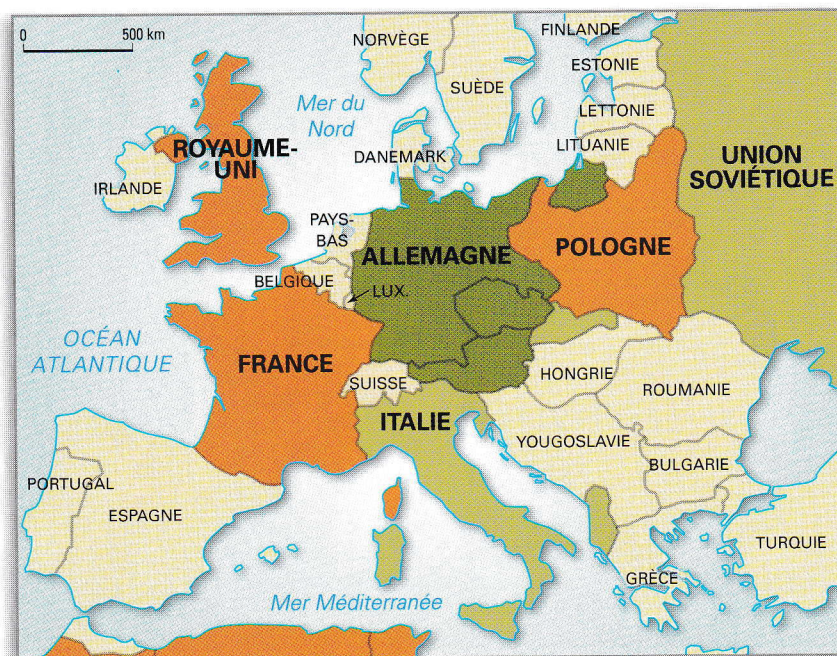 0
500 km
NORVÈGE
FINLANDE
SUÈDE
ESTONIE
LETTONIE
LITUANIE
Mer du
Nord
DANEMARK
UNION
SOVIÉTIQUE
ROYAUME-
UNI
IRLANDE
PAYS-
BAS
ALLEMAGNE
POLOGNE
BELGIQUE
LUX.
OCÉAN
ATLANTIQUE
FRANCE
SUISSE
HONGRIE
ROUMANIE
ITALIE
YOUGOSLAVIE
BULGARIE
PORTUGAL
ESPAGNE
TURQUIE
GRÈCE
Mer Méditerranée